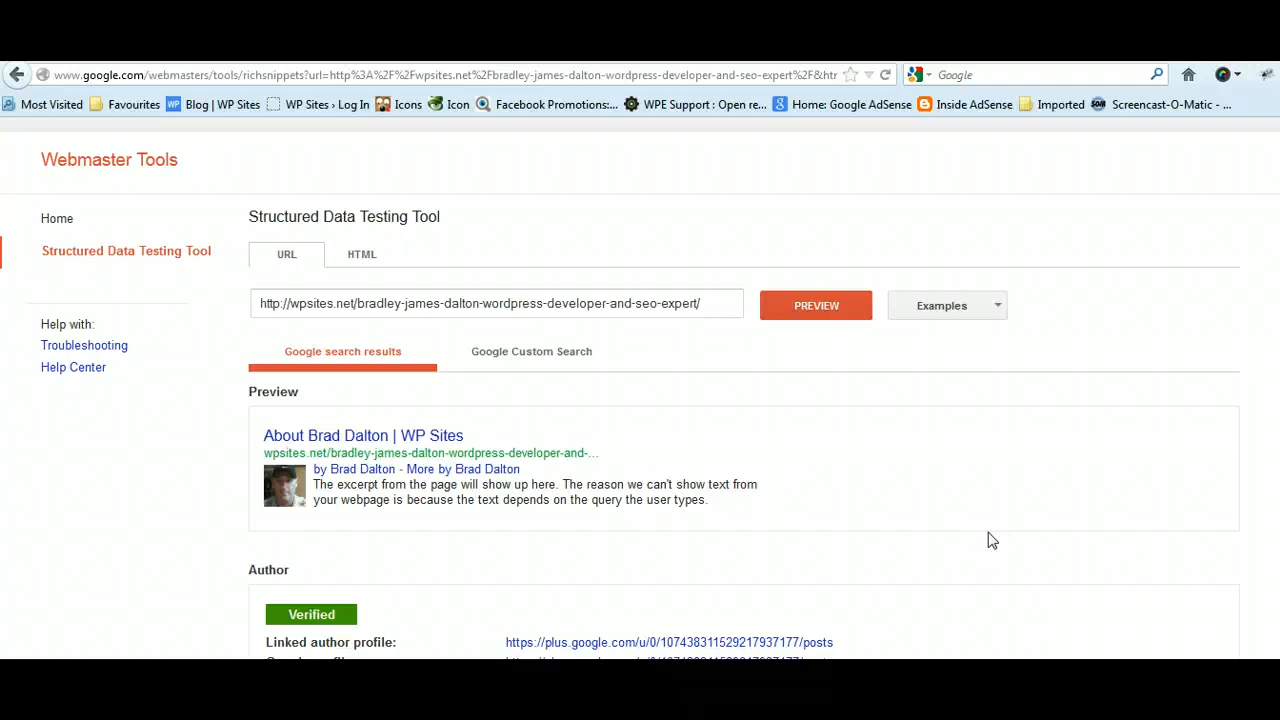 www.google.com/webmasters/tools/richsnippets?url=http%3A%2F%2Fwpsites.net%2Fbradley-james-dalton-wordpress-developer-and-seo-expert%2F&htr
Google
Most Visited Favourites Blog | WP Sites WP Sites › Log In Icons Icon Facebook Promotions:... WPE Support : Open re... Home: Google AdSense Inside AdSense Imported Screencast-O-Matic - ...
Webmaster Tools
Home
Structured Data Testing Tool
Help with:
Troubleshooting
Help Center
Structured Data Testing Tool
URL HTML
http://wpsites.net/bradley-james-dalton-wordpress-developer-and-seo-expert/
PREVIEW
Examples
Google search results Google Custom Search
Preview
About Brad Dalton | WP Sites
wpsites.net/bradley-james-dalton-wordpress-developer-and-...
by Brad Dalton - More by Brad Dalton
The excerpt from the page will show up here. The reason we can't show text from
your webpage is because the text depends on the query the user types.
Author
Verified
Linked author profile: https://plus.google.com/u/0/107438311529217937177/posts